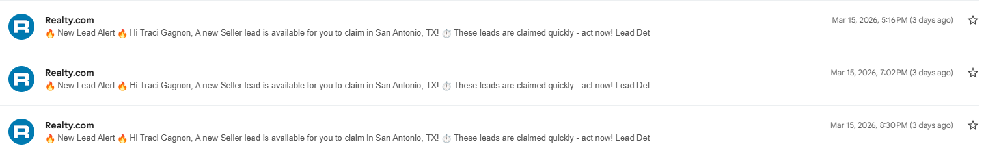 Realty.com
Mar 15, 2026, 5:16 PM (3 days ago)
🔥 New Lead Alert 🔥 Hi Traci Gagnon, A new Seller lead is available for you to claim in San Antonio, TX! ⏱️ These leads are claimed quickly - act now! Lead Det
Realty.com
Mar 15, 2026, 7:02 PM (3 days ago)
🔥 New Lead Alert 🔥 Hi Traci Gagnon, A new Seller lead is available for you to claim in San Antonio, TX! ⏱️ These leads are claimed quickly - act now! Lead Det
Realty.com
Mar 15, 2026, 8:30 PM (3 days ago)
🔥 New Lead Alert 🔥 Hi Traci Gagnon, A new Seller lead is available for you to claim in San Antonio, TX! ⏱️ These leads are claimed quickly - act now! Lead Det